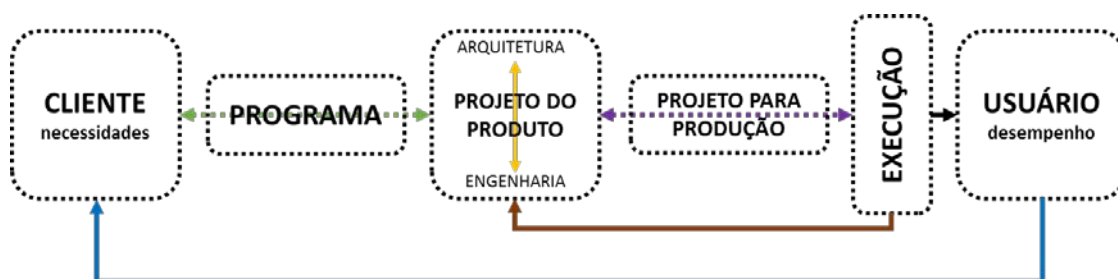 CLIENTE
necessidades
PROGRAMA
ARQUITETURA
PROJETO DO
PRODUTO
ENGENHARIA
PROJETO PARA
PRODUÇÃO
EXECUÇÃO
USUÁRIO
desempenho